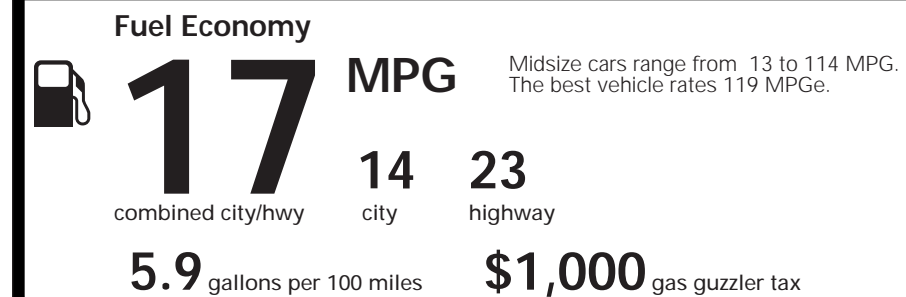 Fuel Economy
17 MPG
Midsize cars range from 13 to 114 MPG.
The best vehicle rates 119 MPGe.
14 23
combined city/hwy city highway
5.9 gallons per 100 miles $1,000 gas guzzler tax